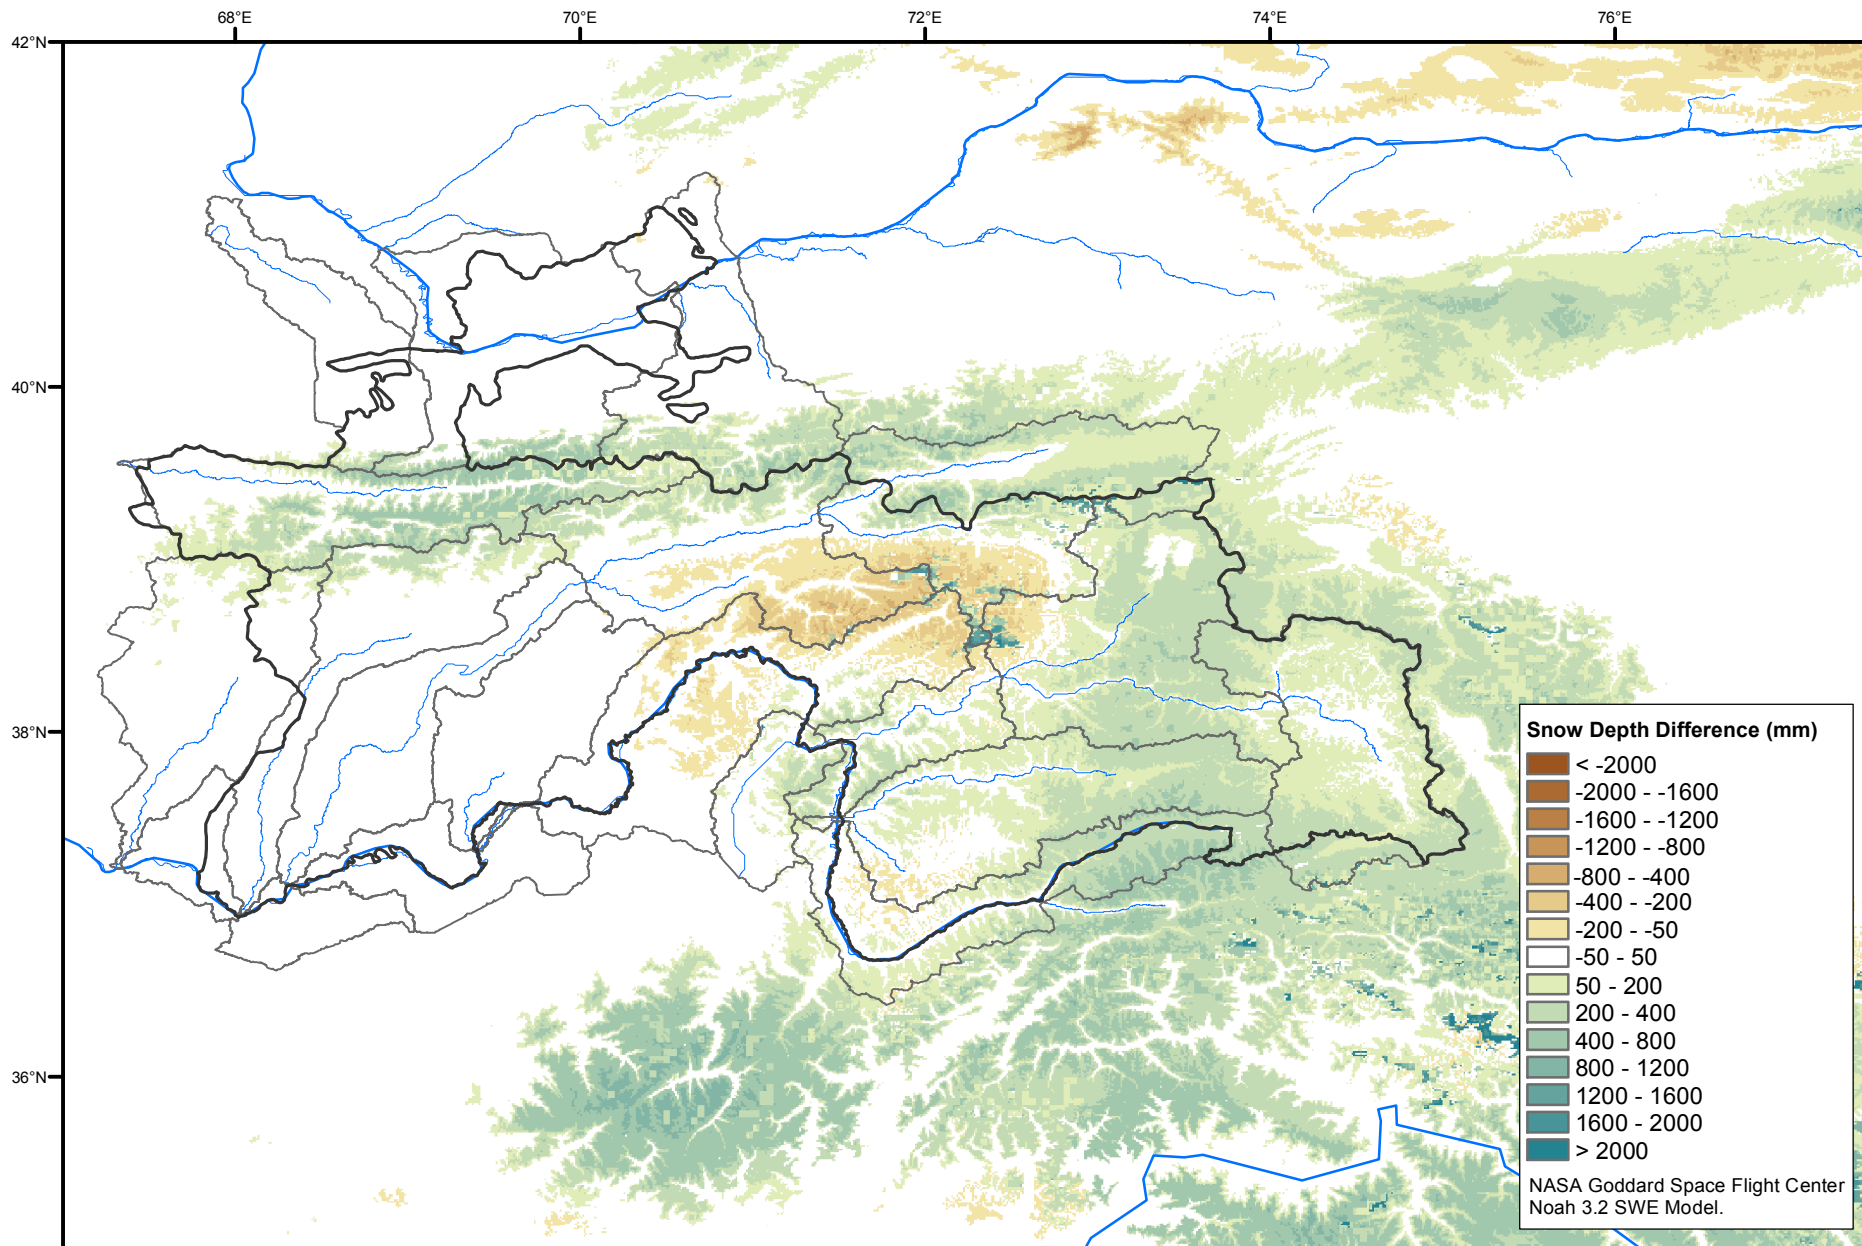 68°E 70°E 72°E 74°E 76°E
42°N
40°N
38°N
36°N
Snow Depth Difference (mm)
< -2000
-2000 - -1600
-1600 - -1200
-1200 - -800
-800 - -400
-400 - -200
-200 - -50
-50 - 50
50 - 200
200 - 400
400 - 800
800 - 1200
1200 - 1600
1600 - 2000
> 2000
NASA Goddard Space Flight Center
Noah 3.2 SWE Model.